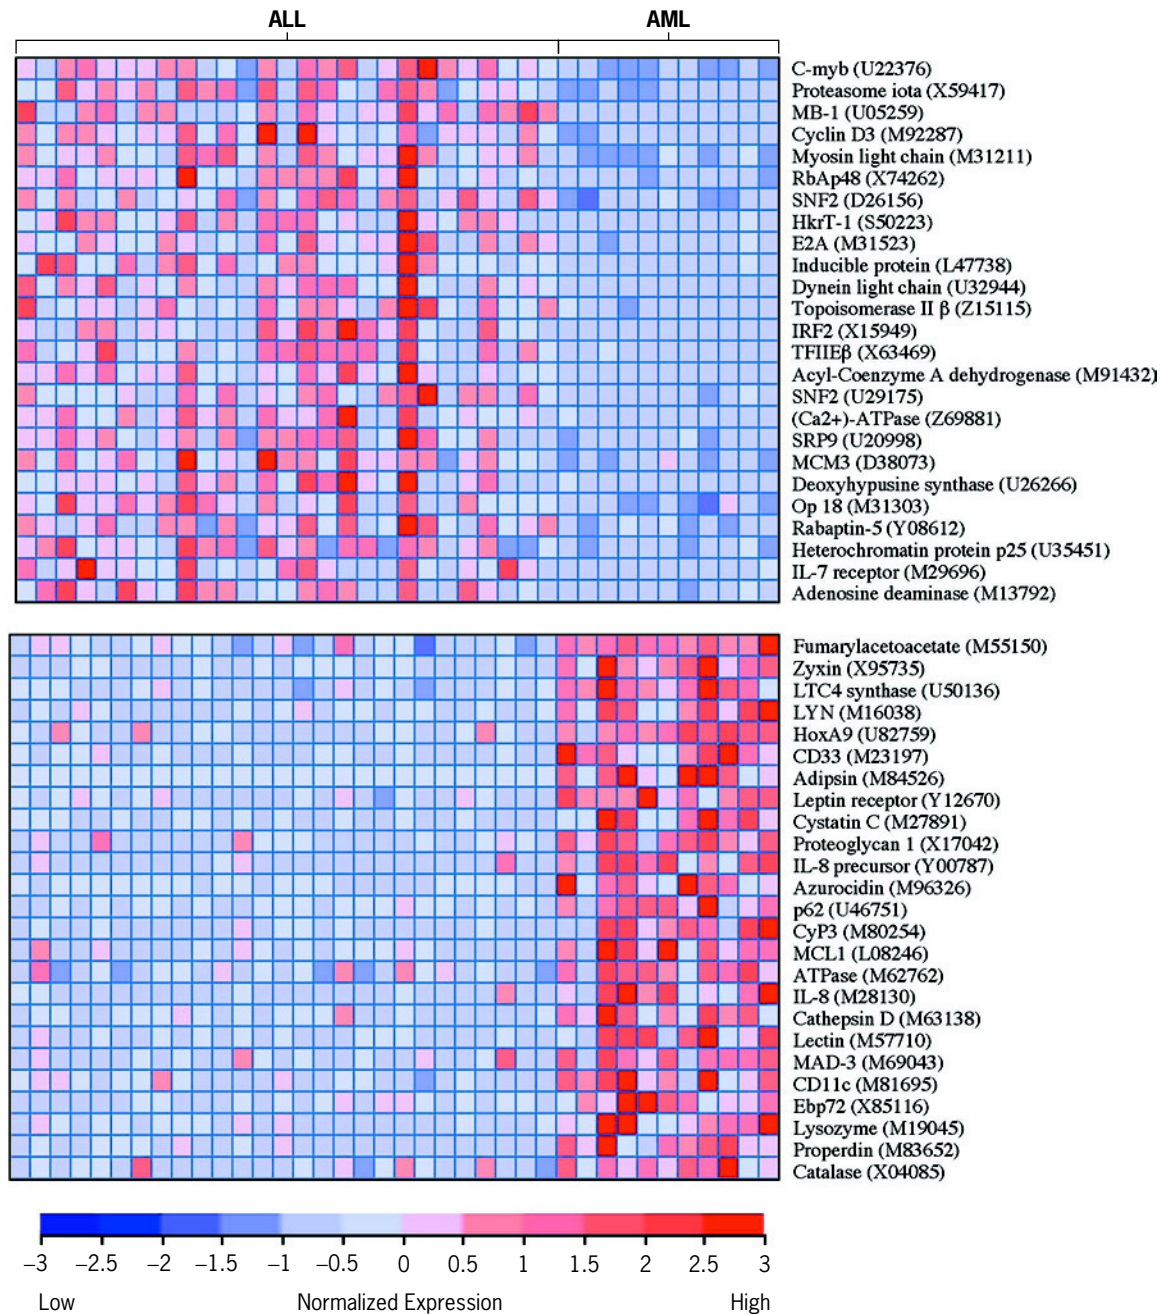 ALL AML
C-myb (U22376)
Proteasome iota (X59417)
MB-1 (U05259)
Cyclin D3 (M92287)
Myosin light chain (M31211)
RbAp48 (X74262)
SNF2 (D26156)
HkrT-1 (S50223)
E2A (M31523)
Inducible protein (L47738)
Dynein light chain (U32944)
Topoisomerase II β (Z15115)
IRF2 (X15949)
TFIIEβ (X63469)
Acyl-Coenzyme A dehydrogenase (M91432)
SNF2 (U29175)
(Ca2+)-ATPase (Z69881)
SRP9 (U20998)
MCM3 (D38073)
Deoxyhypusine synthase (U26266)
Op 18 (M31303)
Rabaptin-5 (Y08612)
Heterochromatin protein p25 (U35451)
IL-7 receptor (M29696)
Adenosine deaminase (M13792)
Fumarylacetoacetate (M55150)
Zyxin (X95735)
LTC4 synthase (U50136)
LYN (M16038)
HoxA9 (U82759)
CD33 (M23197)
Adipsin (M84526)
Leptin receptor (Y12670)
Cystatin C (M27891)
Proteoglycan 1 (X17042)
IL-8 precursor (Y00787)
Azurocidin (M96326)
p62 (U46751)
CyP3 (M80254)
MCL1 (L08246)
ATPase (M62762)
IL-8 (M28130)
Cathepsin D (M63138)
Lectin (M57710)
MAD-3 (M69043)
CD11c (M81695)
Ebp72 (X85116)
Lysozyme (M19045)
Properdin (M83652)
Catalase (X04085)
−3 −2.5 −2 −1.5 −1 −0.5 0 0.5 1 1.5 2 2.5 3
Low Normalized Expression High